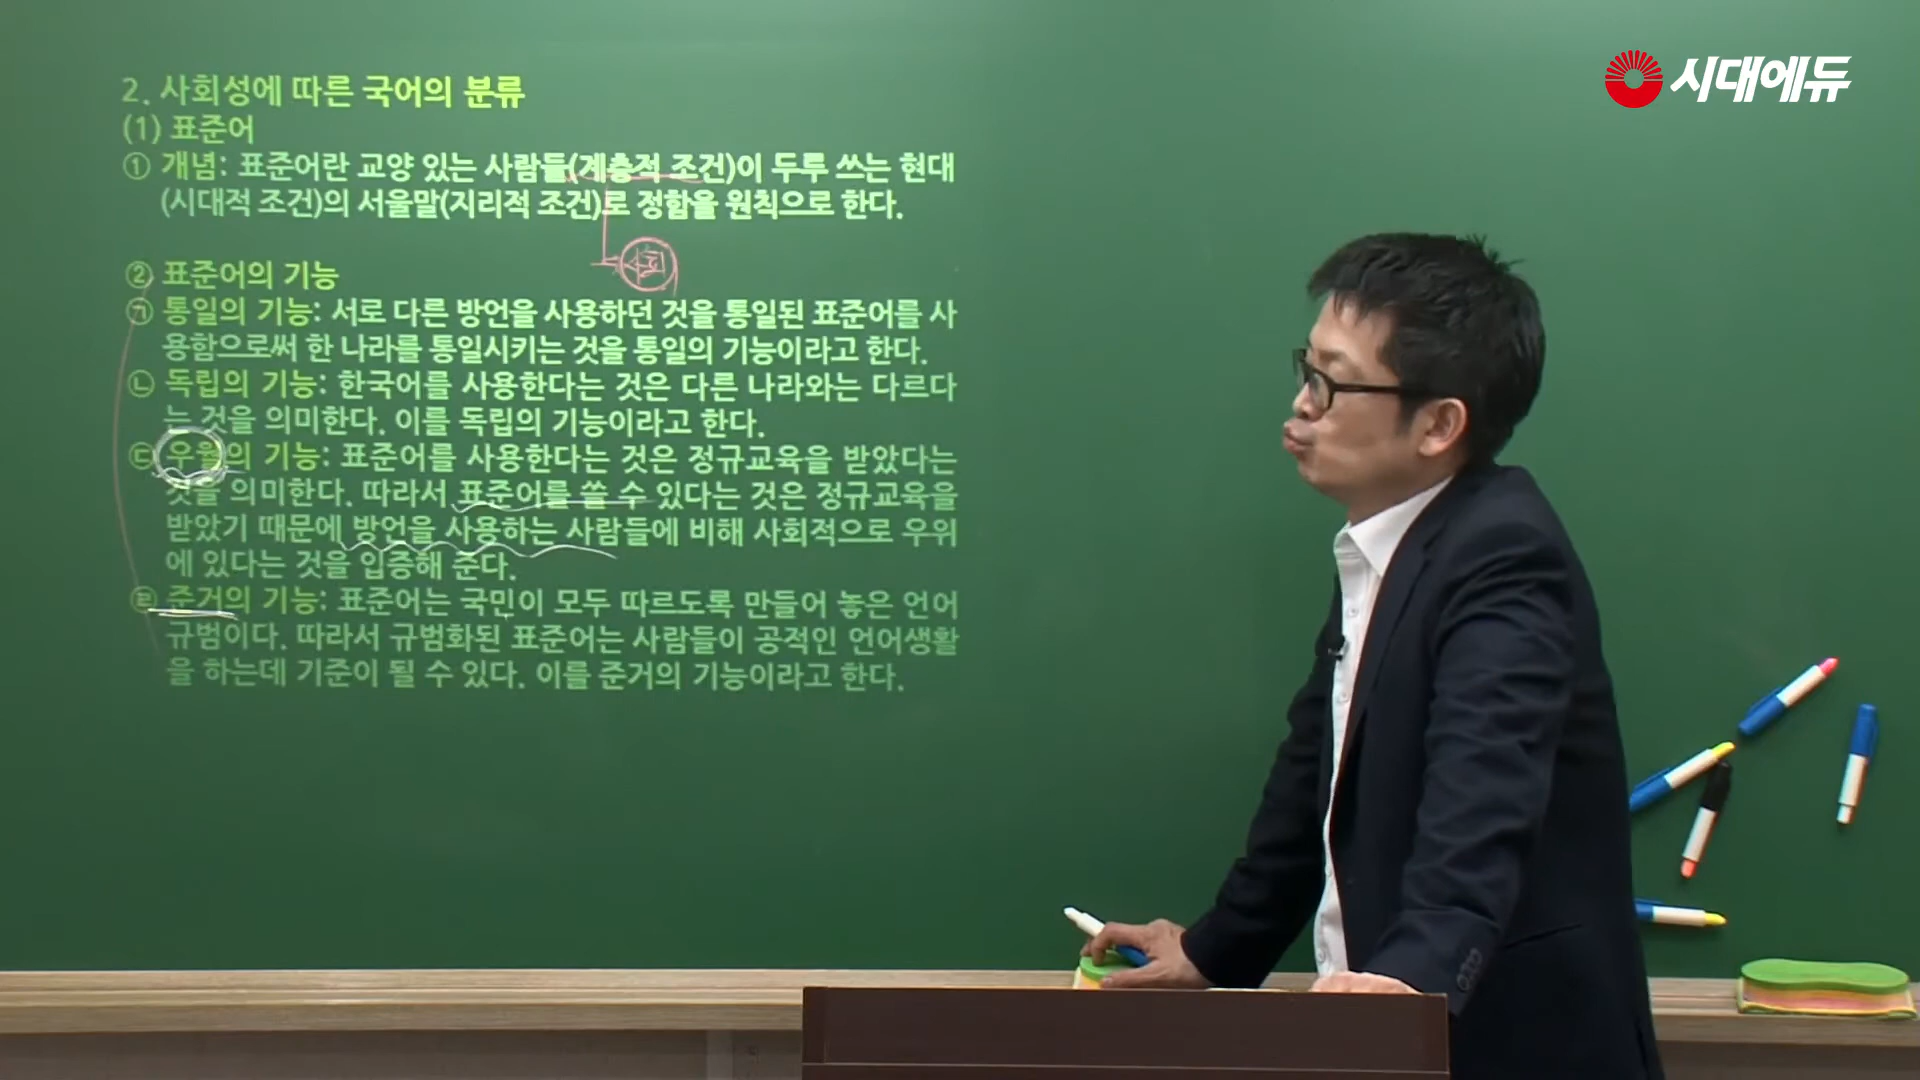 시대에듀
2. 사회성에 따른 국어의 분류
(1) 표준어
① 개념: 표준어란 교양 있는 사람들(계층적 조건)이 두루 쓰는 현대
(시대적 조건)의 서울말(지리적 조건)로 정함을 원칙으로 한다.
② 표준어의 기능
㉠ 통일의 기능: 서로 다른 방언을 사용하던 것을 통일된 표준어를 사
용함으로써 한 나라를 통일시키는 것을 통일의 기능이라고 한다.
㉡ 독립의 기능: 한국어를 사용한다는 것은 다른 나라와는 다르다
는 것을 의미한다. 이를 독립의 기능이라고 한다.
㉢ 우월의 기능: 표준어를 사용한다는 것은 정규교육을 받았다는
것을 의미한다. 따라서 표준어를 쓸 수 있다는 것은 정규교육을
받았기 때문에 방언을 사용하는 사람들에 비해 사회적으로 우위
에 있다는 것을 입증해 준다.
㉣ 준거의 기능: 표준어는 국민이 모두 따르도록 만들어 놓은 언어
규범이다. 따라서 규범화된 표준어는 사람들이 공적인 언어생활
을 하는데 기준이 될 수 있다. 이를 준거의 기능이라고 한다.